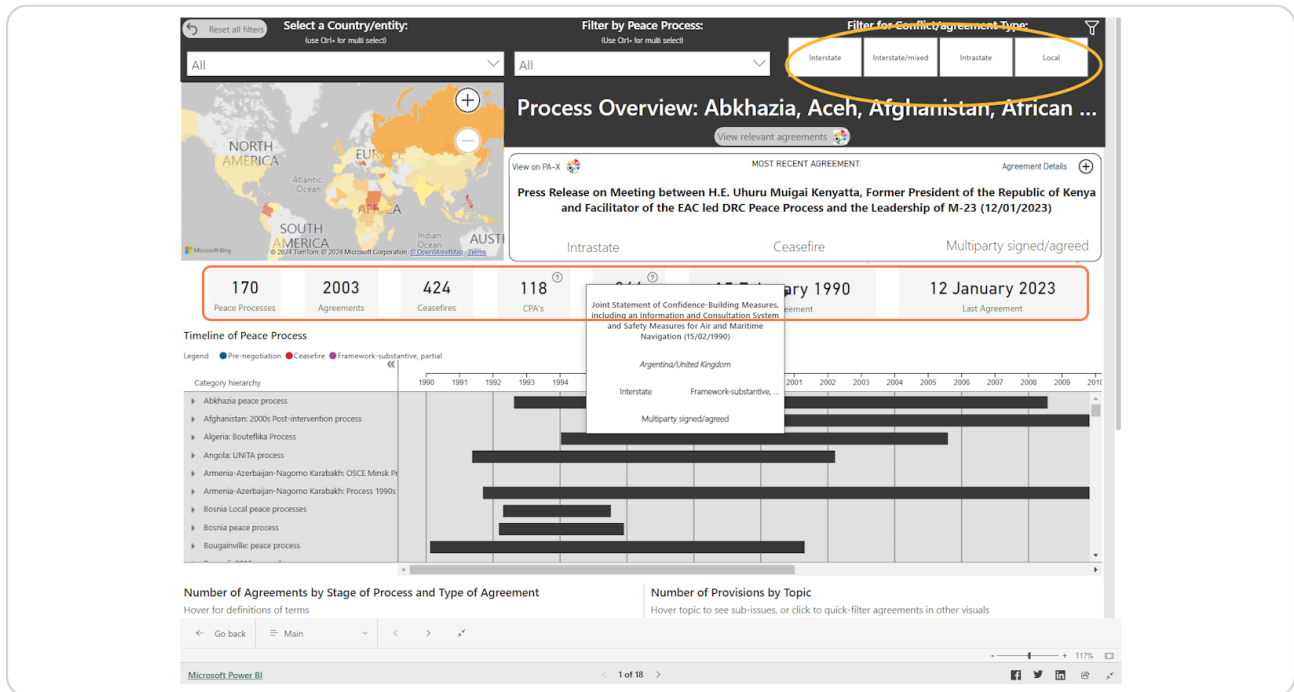 Reset all filters
Select a Country/entity:
(use Ctrl+ for multi select)
All
Filter by Peace Process:
(Use Ctrl+ for multi select)
All
Filter for Conflict/agreement Type:
Interstate
Interstate/mixed
Intrastate
Local
Process Overview: Abkhazia, Aceh, Afghanistan, African ...
View relevant agreements
NORTH
AMERICA
Atlantic
Ocean
EUROPE
AFRICA
SOUTH
AMERICA
Indian
Ocean
AUSTI
Microsoft Bing
© 2024 TomTom, © 2024 Microsoft Corporation, © OpenStreetMap Terms
View on PA-X
MOST RECENT AGREEMENT:
Agreement Details
Press Release on Meeting between H.E. Uhuru Muigai Kenyatta, Former President of the Republic of Kenya
and Facilitator of the EAC led DRC Peace Process and the Leadership of M-23 (12/01/2023)
Intrastate
Ceasefire
Multiparty signed/agreed
170
Peace Processes
2003
Agreements
424
Ceasefires
118
CPA's
1990
12 January 2023
Last Agreement
Joint Statement of Confidence-Building Measures,
including an Information and Consultation System
and Safety Measures for Air and Maritime
Navigation (15/02/1990)
Argentina/United Kingdom
Interstate
Framework-substantive, ...
Multiparty signed/agreed
Timeline of Peace Process
Legend Pre-negotiation Ceasefire Framework-substantive, partial
Category hierarchy
1990 1991 1992 1993 1994 2001 2002 2003 2004 2005 2006 2007 2008 2009 2010
Abkhazia peace process
Afghanistan: 2000s Post-intervention process
Algeria: Bouteflika Process
Angola: UNITA process
Armenia-Azerbaijan-Nagorno Karabakh: OSCE Minsk Pr
Armenia-Azerbaijan-Nagorno Karabakh: Process 1990s
Bosnia Local peace processes
Bosnia peace process
Bougainville: peace process
Number of Agreements by Stage of Process and Type of Agreement
Hover for definitions of terms
Number of Provisions by Topic
Hover topic to see sub-issues, or click to quick-filter agreements in other visuals
Go back
Main
- + 117%
Microsoft Power BI
1 of 18